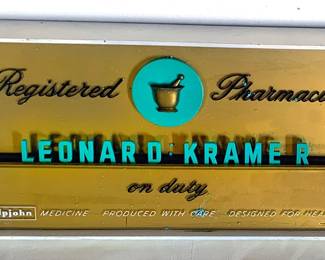 Registered Pharmaci
LEONARD KRAMER
on duty
pjohn MEDICINE PRODUCED WITH CARE DESIGNED FOR HEA